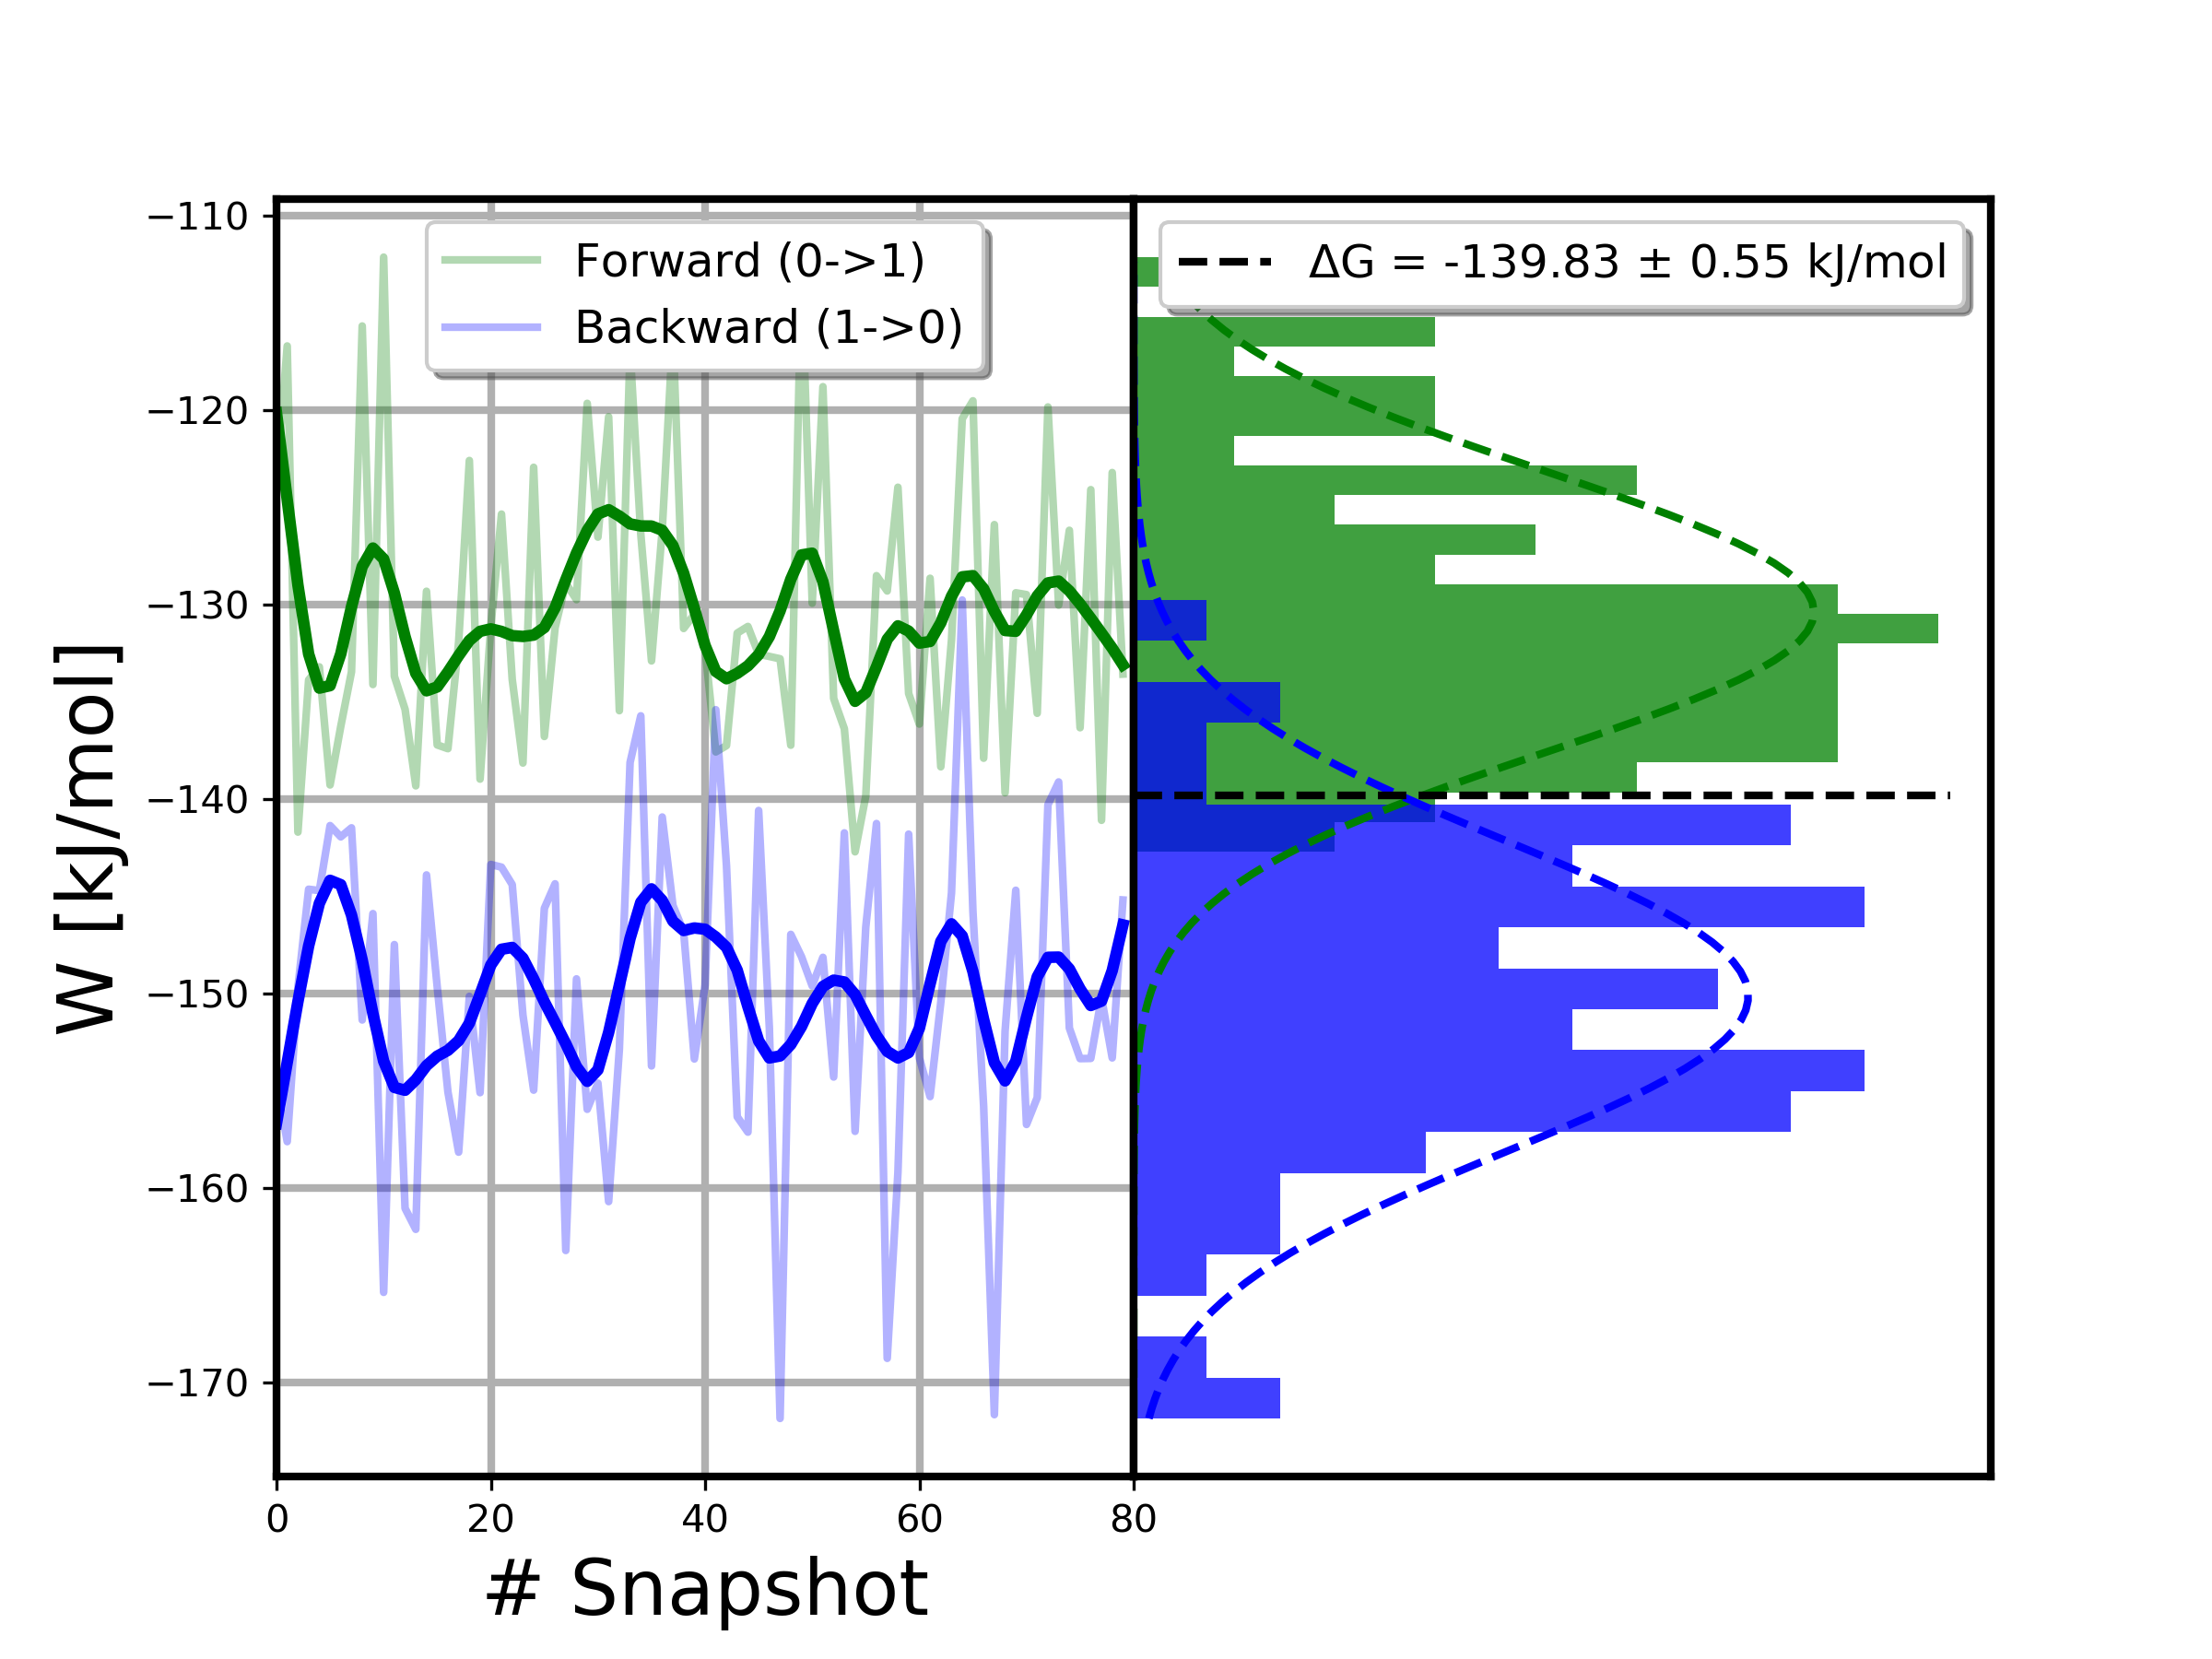 Forward (0->1)
Backward (1->0)
ΔG = -139.83 ± 0.55 kJ/mol
W [kJ/mol]
−110
−120
−130
−140
−150
−160
−170
0
20
40
60
80
# Snapshot